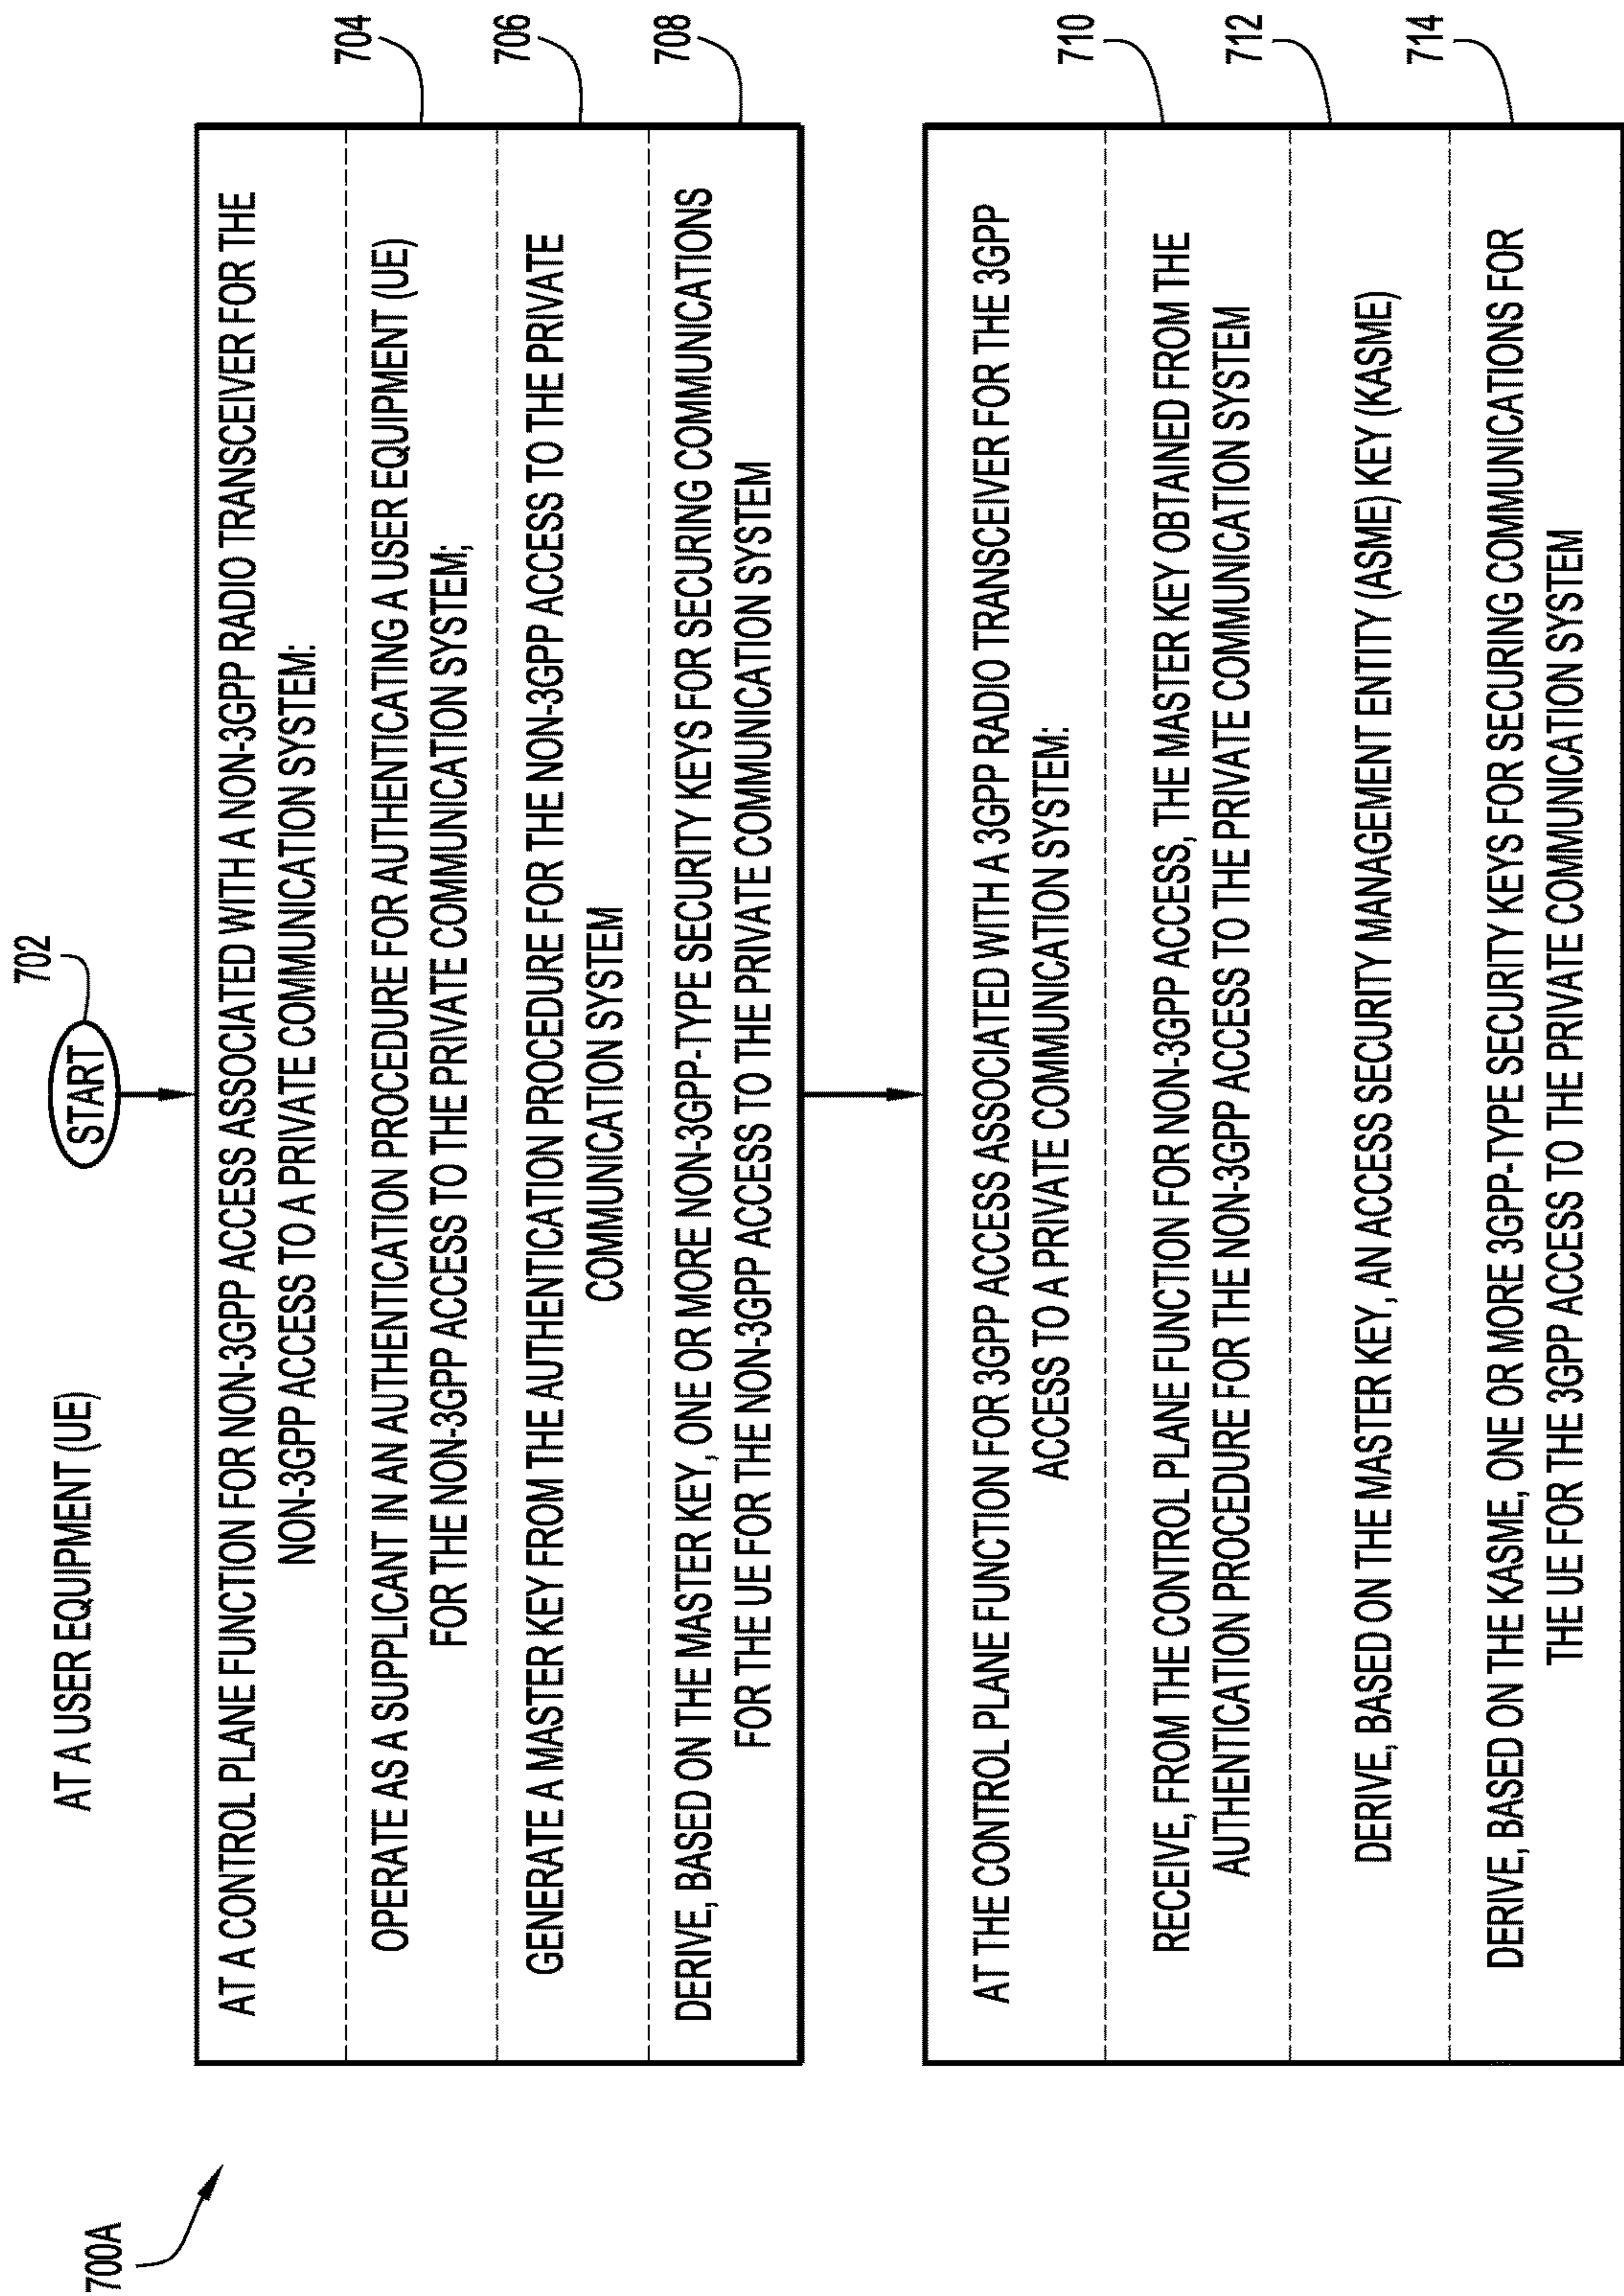 AT A USER EQUIPMENT (UE)
START
702
700A
AT A CONTROL PLANE FUNCTION FOR NON-3GPP ACCESS ASSOCIATED WITH A NON-3GPP RADIO TRANSCEIVER FOR THE
NON-3GPP ACCESS TO A PRIVATE COMMUNICATION SYSTEM:
OPERATE AS A SUPPLICANT IN AN AUTHENTICATION PROCEDURE FOR AUTHENTICATING A USER EQUIPMENT (UE)
FOR THE NON-3GPP ACCESS TO THE PRIVATE COMMUNICATION SYSTEM;
704
GENERATE A MASTER KEY FROM THE AUTHENTICATION PROCEDURE FOR THE NON-3GPP ACCESS TO THE PRIVATE
COMMUNICATION SYSTEM
706
DERIVE, BASED ON THE MASTER KEY, ONE OR MORE NON-3GPP-TYPE SECURITY KEYS FOR SECURING COMMUNICATIONS
FOR THE UE FOR THE NON-3GPP ACCESS TO THE PRIVATE COMMUNICATION SYSTEM
708
AT THE CONTROL PLANE FUNCTION FOR 3GPP ACCESS ASSOCIATED WITH A 3GPP RADIO TRANSCEIVER FOR THE 3GPP
ACCESS TO A PRIVATE COMMUNICATION SYSTEM:
RECEIVE, FROM THE CONTROL PLANE FUNCTION FOR NON-3GPP ACCESS, THE MASTER KEY OBTAINED FROM THE
AUTHENTICATION PROCEDURE FOR THE NON-3GPP ACCESS TO THE PRIVATE COMMUNICATION SYSTEM
710
DERIVE, BASED ON THE MASTER KEY, AN ACCESS SECURITY MANAGEMENT ENTITY (ASME) KEY (KASME)
712
DERIVE, BASED ON THE KASME, ONE OR MORE 3GPP-TYPE SECURITY KEYS FOR SECURING COMMUNICATIONS FOR
THE UE FOR THE 3GPP ACCESS TO THE PRIVATE COMMUNICATION SYSTEM
714